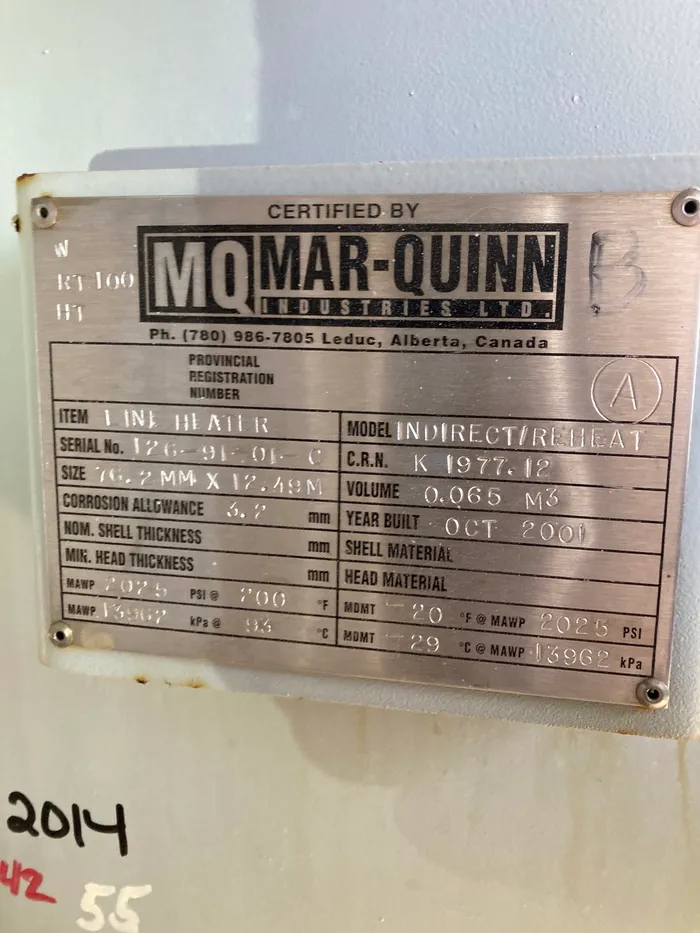 CERTIFIED BY
W
RT 100
HT
MQ MAR-QUINN
INDUSTRIES LTD.
B
Ph. (780) 986-7805 Leduc, Alberta, Canada
PROVINCIAL
REGISTRATION
NUMBER
A
ITEM LINE HEATER
SERIAL No. 126-91-01-C
SIZE 76.2MM X 12.49M
CORROSION ALLOWANCE 3.2 mm
NOM. SHELL THICKNESS mm
MIN. HEAD THICKNESS mm
MAWP 2025 PSI @ 200 °F
MAWP 13962 kPa @ 93 °C
MODEL INDIRECT/REHEAT
C.R.N. K 1977.12
VOLUME 0.065 M3
YEAR BUILT OCT 2001
SHELL MATERIAL
HEAD MATERIAL
MDMT -20 °F @ MAWP 2025 PSI
MDMT -29 °C @ MAWP 13962 kPa
2014
42
55